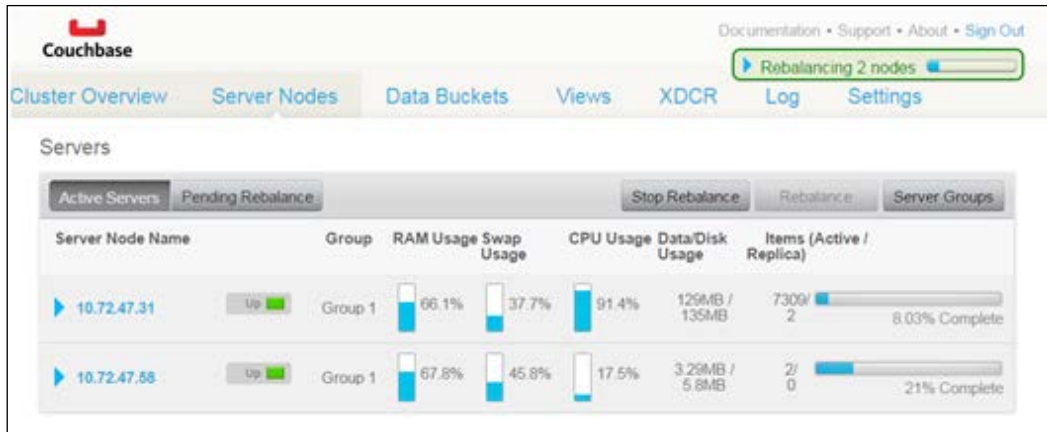 Couchbase
Documentation • Support • About • Sign Out
Rebalancing 2 nodes
Cluster Overview Server Nodes Data Buckets Views XDCR Log Settings
Servers
Active Servers Pending Rebalance Stop Rebalance Rebalance Server Groups
Server Node Name Group RAM Usage Swap Usage CPU Usage Data/Disk Usage Items (Active / Replica)
10.72.47.31 Up Group 1 66.1% 37.7% 91.4% 129MB / 135MB 7309/ 2 8.03% Complete
10.72.47.58 Up Group 1 67.8% 45.8% 17.5% 3.29MB / 5.8MB 2/ 0 21% Complete